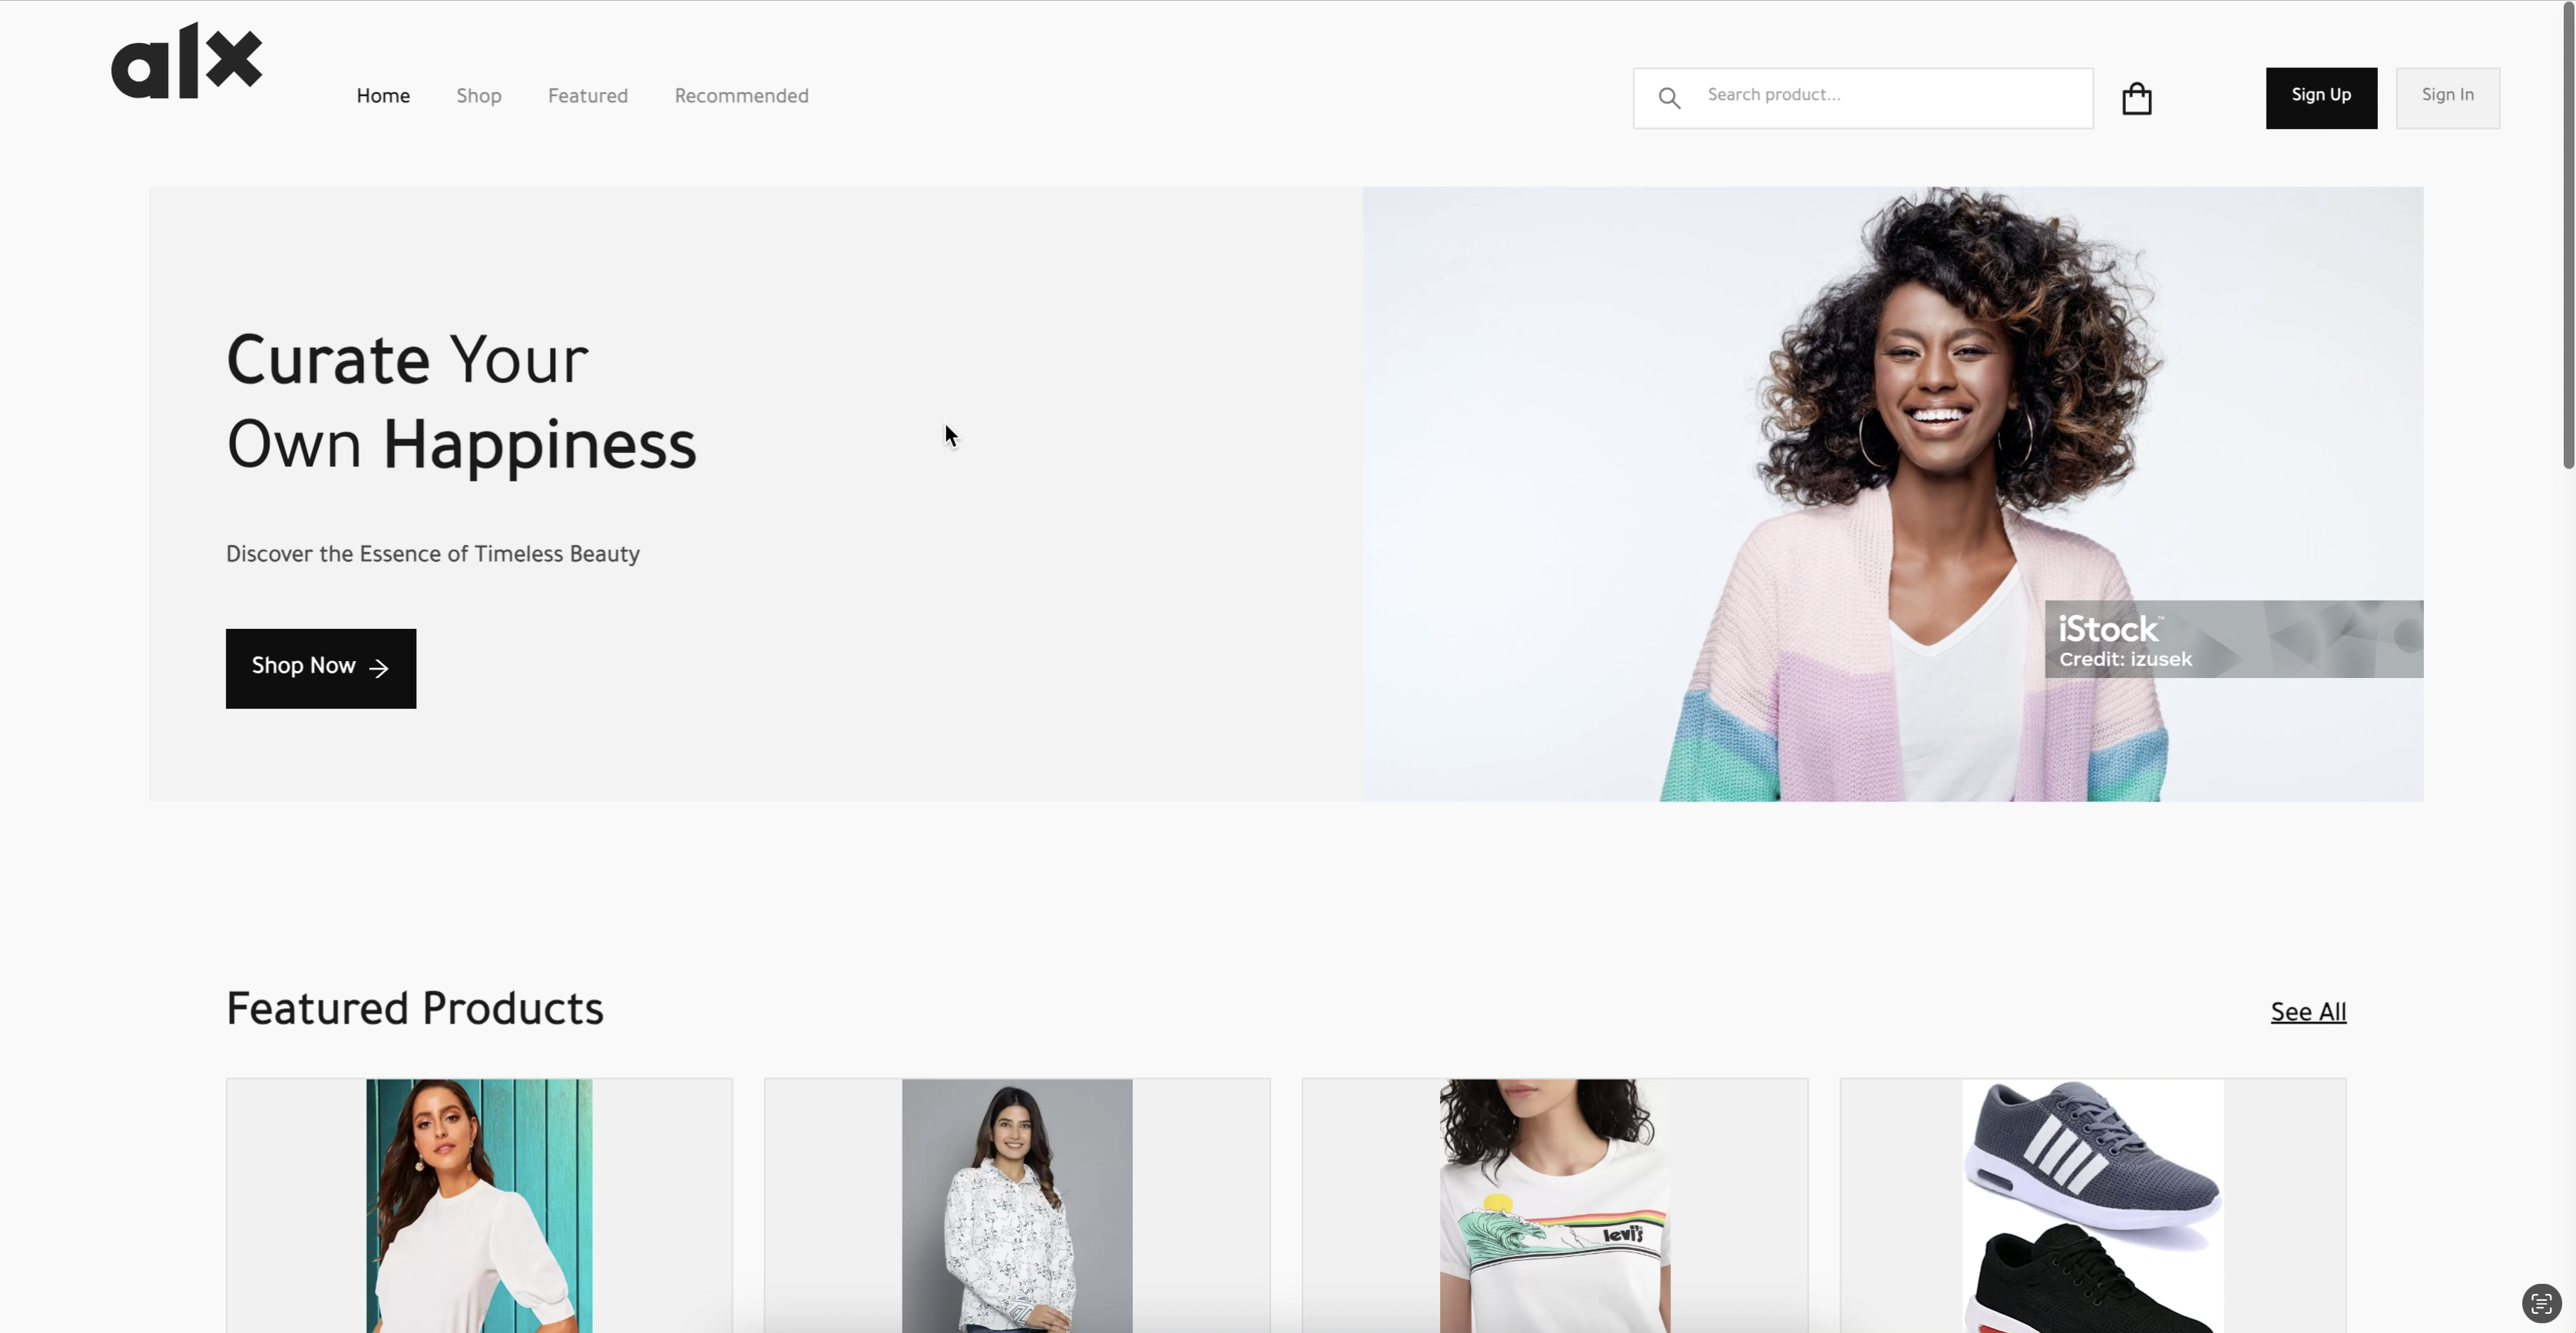 alx
Home Shop Featured Recommended
Search product...
Sign Up
Sign In
Curate Your
Own Happiness
Discover the Essence of Timeless Beauty
Shop Now
iStock™
Credit: izusek
Featured Products
See All
levi's